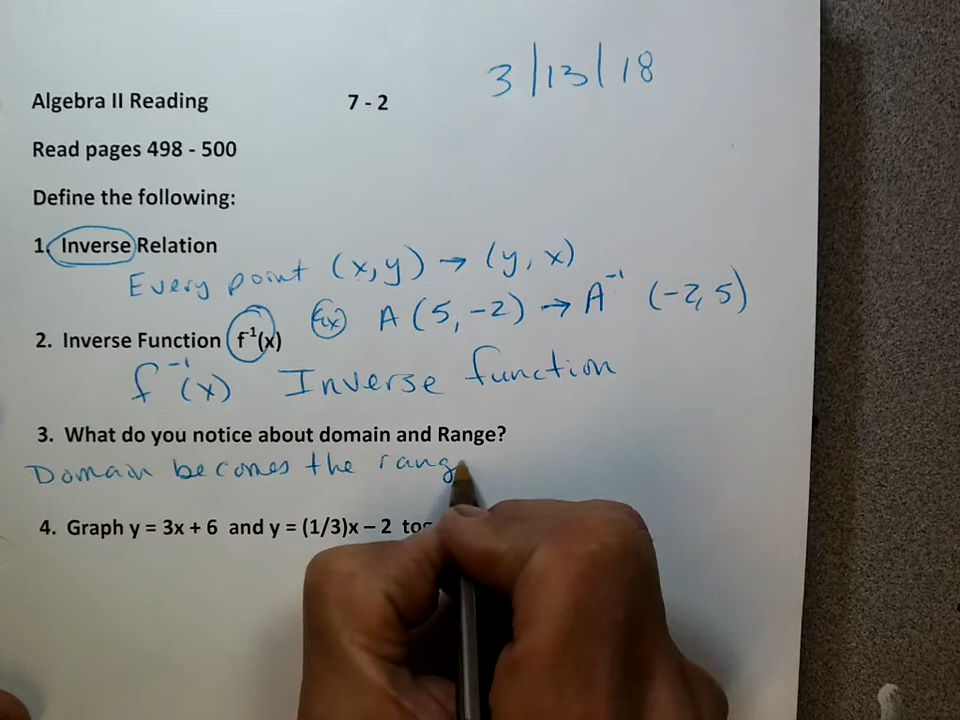 3/13/18
Algebra II Reading 7 - 2
Read pages 498 - 500
Define the following:
1. Inverse Relation
Every point (x,y) → (y, x)
Ex A (5, -2) → A⁻¹ (-2, 5)
2. Inverse Function f⁻¹(x)
f⁻¹(x) Inverse function
3. What do you notice about domain and Range?
Domain becomes the rang
4. Graph y = 3x + 6 and y = (1/3)x – 2